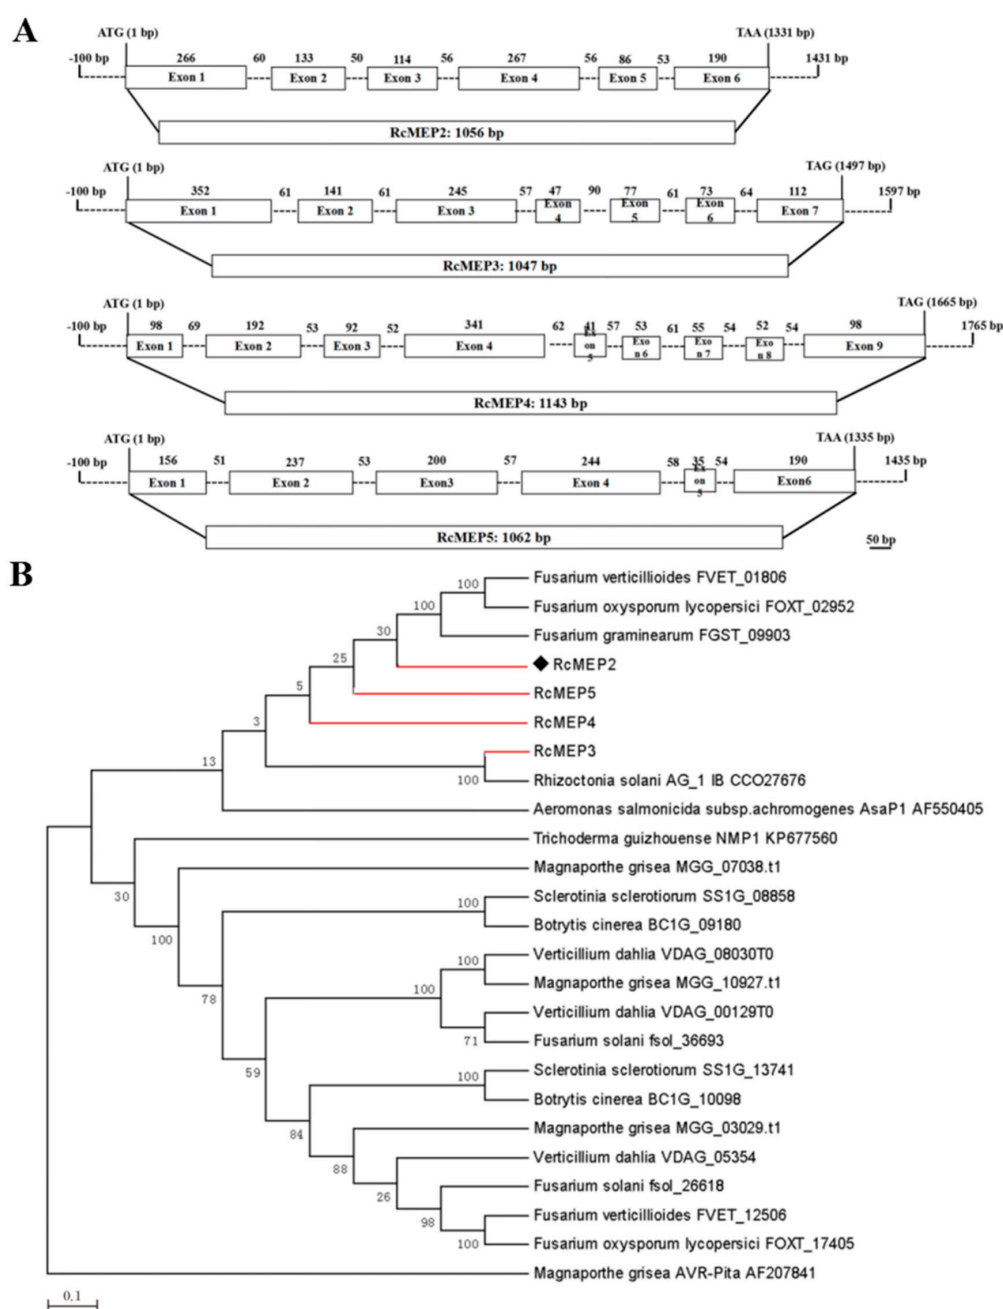 A
ATG (1 bp) TAA (1331 bp)
-100 bp 266 60 133 50 114 56 267 56 86 53 190 1431 bp
Exon 1 Exon 2 Exon 3 Exon 4 Exon 5 Exon 6
RcMEP2: 1056 bp
ATG (1 bp) TAG (1497 bp)
-100 bp 352 61 141 61 245 57 47 90 77 61 73 64 112 1597 bp
Exon 1 Exon 2 Exon 3 Exon 4 Exon 5 Exon 6 Exon 7
RcMEP3: 1047 bp
ATG (1 bp) TAG (1665 bp)
-100 bp 98 69 192 53 92 52 341 62 41 57 53 61 55 54 52 54 98 1765 bp
Exon 1 Exon 2 Exon 3 Exon 4 Ex on 5 Exo n 6 Exo n 7 Exo n 8 Exon 9
RcMEP4: 1143 bp
ATG (1 bp) TAA (1335 bp)
-100 bp 156 51 237 53 200 57 244 58 35 54 190 1435 bp
Exon 1 Exon 2 Exon3 Exon 4 Ex on 5 Exon6
RcMEP5: 1062 bp
50 bp
B
100 Fusarium verticillioides FVET_01806
100 Fusarium oxysporum lycopersici FOXT_02952
30 Fusarium graminearum FGST_09903
25 RcMEP2
5 RcMEP5
3 RcMEP4
13 RcMEP3
100 Rhizoctonia solani AG_1 IB CCO27676
Aeromonas salmonicida subsp.achromogenes AsaP1 AF550405
Trichoderma guizhouense NMP1 KP677560
30 Magnaporthe grisea MGG_07038.t1
100 Sclerotinia sclerotiorum SS1G_08858
100 Botrytis cinerea BC1G_09180
78 Verticillium dahlia VDAG_08030T0
100 Magnaporthe grisea MGG_10927.t1
100 Verticillium dahlia VDAG_00129T0
71 Fusarium solani fsol_36693
59 Sclerotinia sclerotiorum SS1G_13741
100 Botrytis cinerea BC1G_10098
84 Magnaporthe grisea MGG_03029.t1
88 Verticillium dahlia VDAG_05354
26 Fusarium solani fsol_26618
98 Fusarium verticillioides FVET_12506
100 Fusarium oxysporum lycopersici FOXT_17405
Magnaporthe grisea AVR-Pita AF207841
0.1